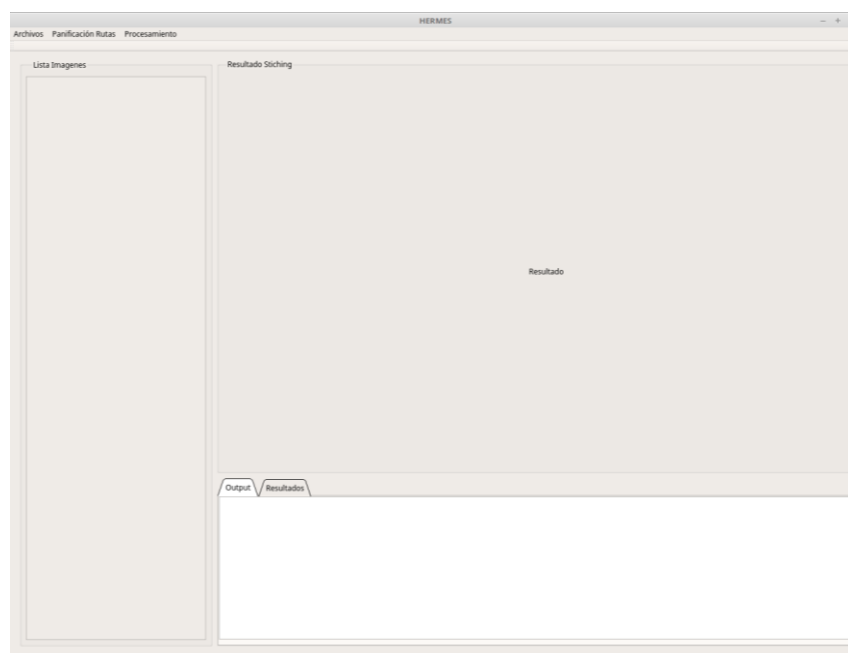 HERMES
Archivos Panificación Rutas Procesamiento
Lista Imagenes
Resultado Stiching
Resultado
Output Resultados